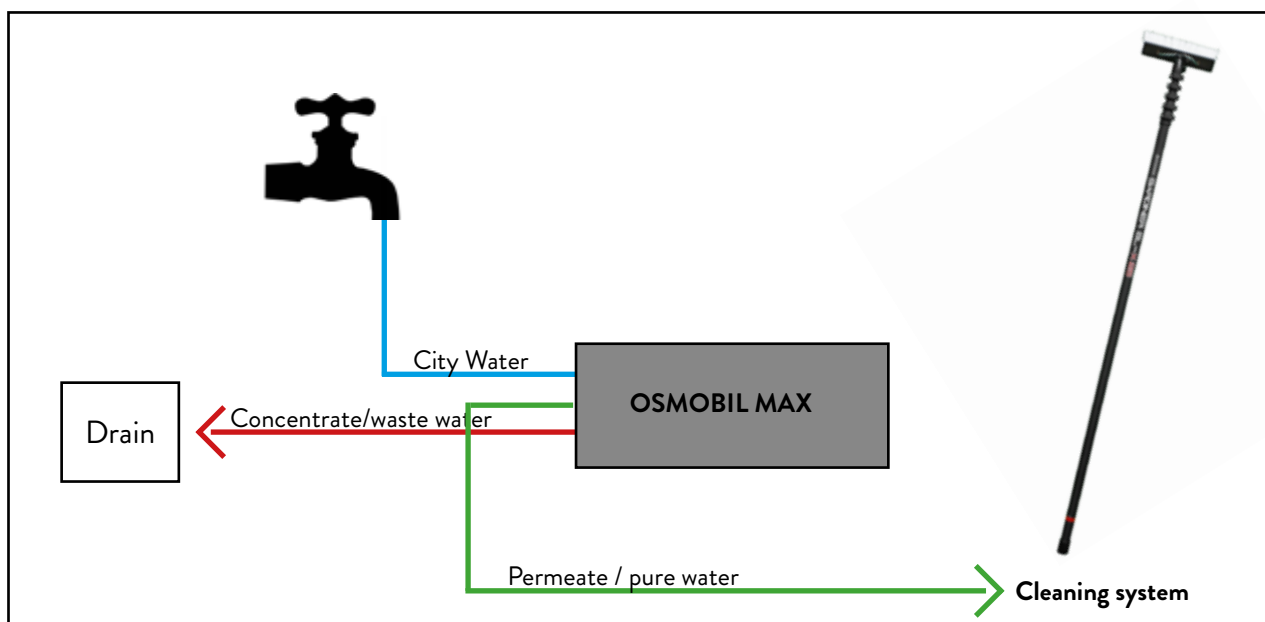 City Water
OSMOBIL MAX
Concentrate/waste water
Drain
Permeate / pure water
Cleaning system